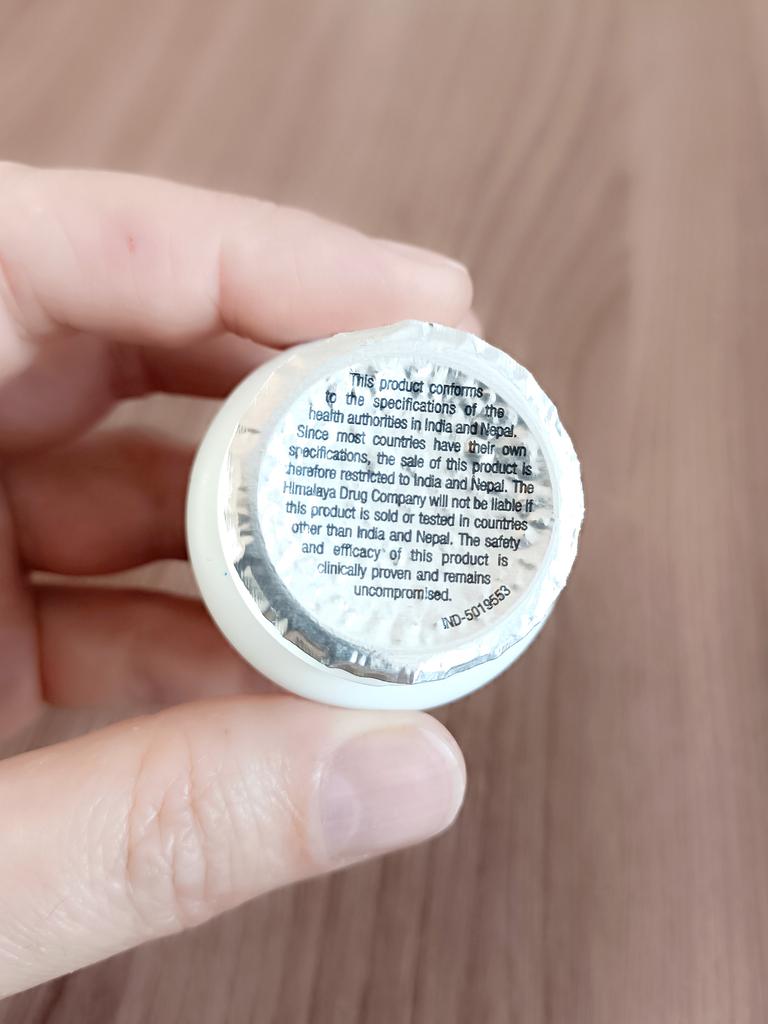 This product conforms
to the specifications of the
health authorities in India and Nepal.
Since most countries have their own
specifications, the sale of this product is
therefore restricted to India and Nepal. The
Himalaya Drug Company will not be liable if
this product is sold or tested in countries
other than India and Nepal. The safety
and efficacy of this product is
clinically proven and remains
uncompromised.
IND-5019553